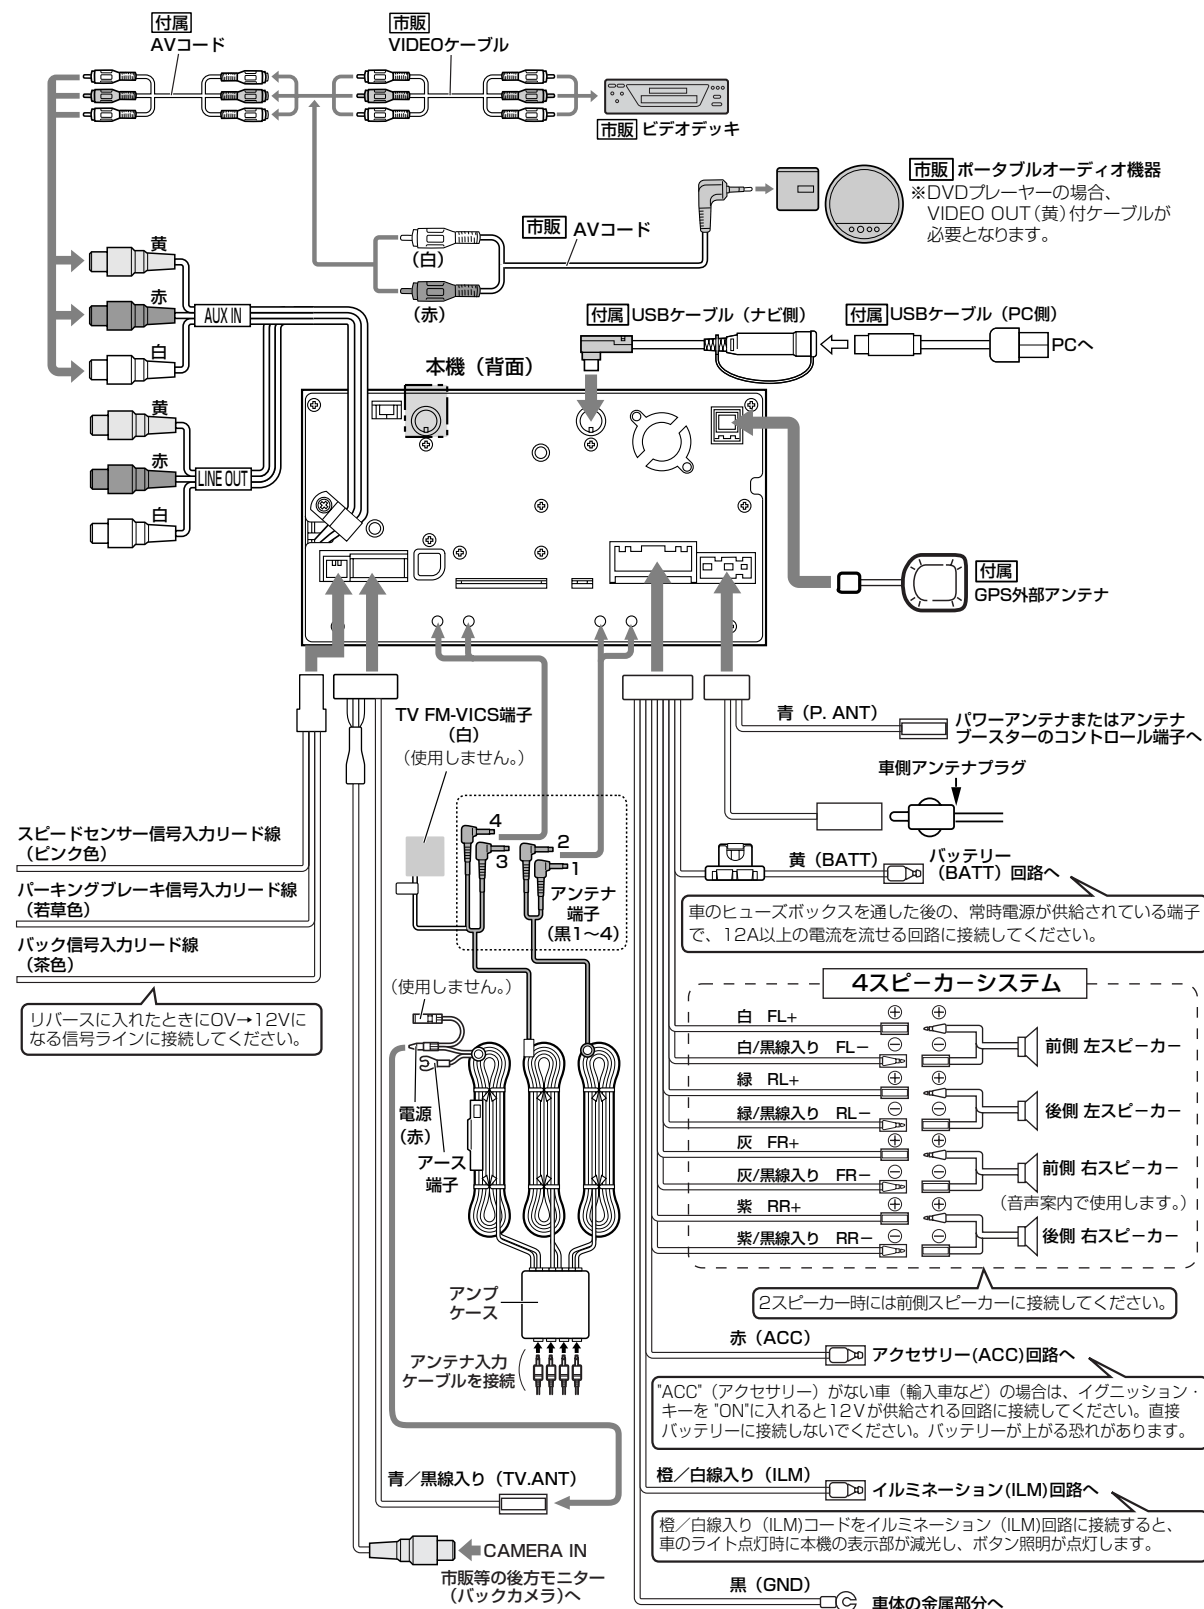 付属
AVコード
市販
VIDEOケーブル
市販 ビデオデッキ
市販 ポータブルオーディオ機器
※DVDプレーヤーの場合、
VIDEO OUT(黄)付ケーブルが
必要となります。
市販 AVコード
(白)
(赤)
黄
赤
AUX IN
白
付属 USBケーブル（ナビ側）
付属 USBケーブル（PC側）
PCへ
本機（背面）
黄
赤
LINE OUT
白
付属
GPS外部アンテナ
TV FM-VICS端子
（白）
（使用しません。）
青（P. ANT）
パワーアンテナまたはアンテナ
ブースターのコントロール端子へ
車側アンテナプラグ
スピードセンサー信号入力リード線
（ピンク色）
パーキングブレーキ信号入力リード線
（若草色）
バック信号入力リード線
（茶色）
リバースに入れたときに0V→12Vに
なる信号ラインに接続してください。
4
3
2
1
アンテナ
端子
（黒1～4）
黄（BATT）
バッテリー
（BATT）回路へ
車のヒューズボックスを通した後の、常時電源が供給されている端子
で、12A以上の電流を流せる回路に接続してください。
（使用しません。）
電源
（赤）
アース
端子
4スピーカーシステム
白 FL+
⊕ ⊕
白/黒線入り FL−
⊖ ⊖
前側 左スピーカー
緑 RL+
⊕ ⊕
緑/黒線入り RL−
⊖ ⊖
後側 左スピーカー
灰 FR+
⊕ ⊕
灰/黒線入り FR−
⊖ ⊖
前側 右スピーカー
（音声案内で使用します。）
紫 RR+
⊕ ⊕
紫/黒線入り RR−
⊖ ⊖
後側 右スピーカー
2スピーカー時には前側スピーカーに接続してください。
アンプ
ケース
アンテナ入力
ケーブルを接続
赤（ACC）
アクセサリー(ACC)回路へ
"ACC"（アクセサリー）がない車（輸入車など）の場合は、イグニッション・
キーを "ON"に入れると12Vが供給される回路に接続してください。直接
バッテリーに接続しないでください。バッテリーが上がる恐れがあります。
青／黒線入り（TV.ANT）
橙／白線入り（ILM）
イルミネーション(ILM)回路へ
橙／白線入り（ILM)コードをイルミネーション（ILM)回路に接続すると、
車のライト点灯時に本機の表示部が減光し、ボタン照明が点灯します。
CAMERA IN
市販等の後方モニター
（バックカメラ）へ
黒（GND）
車体の金属部分へ